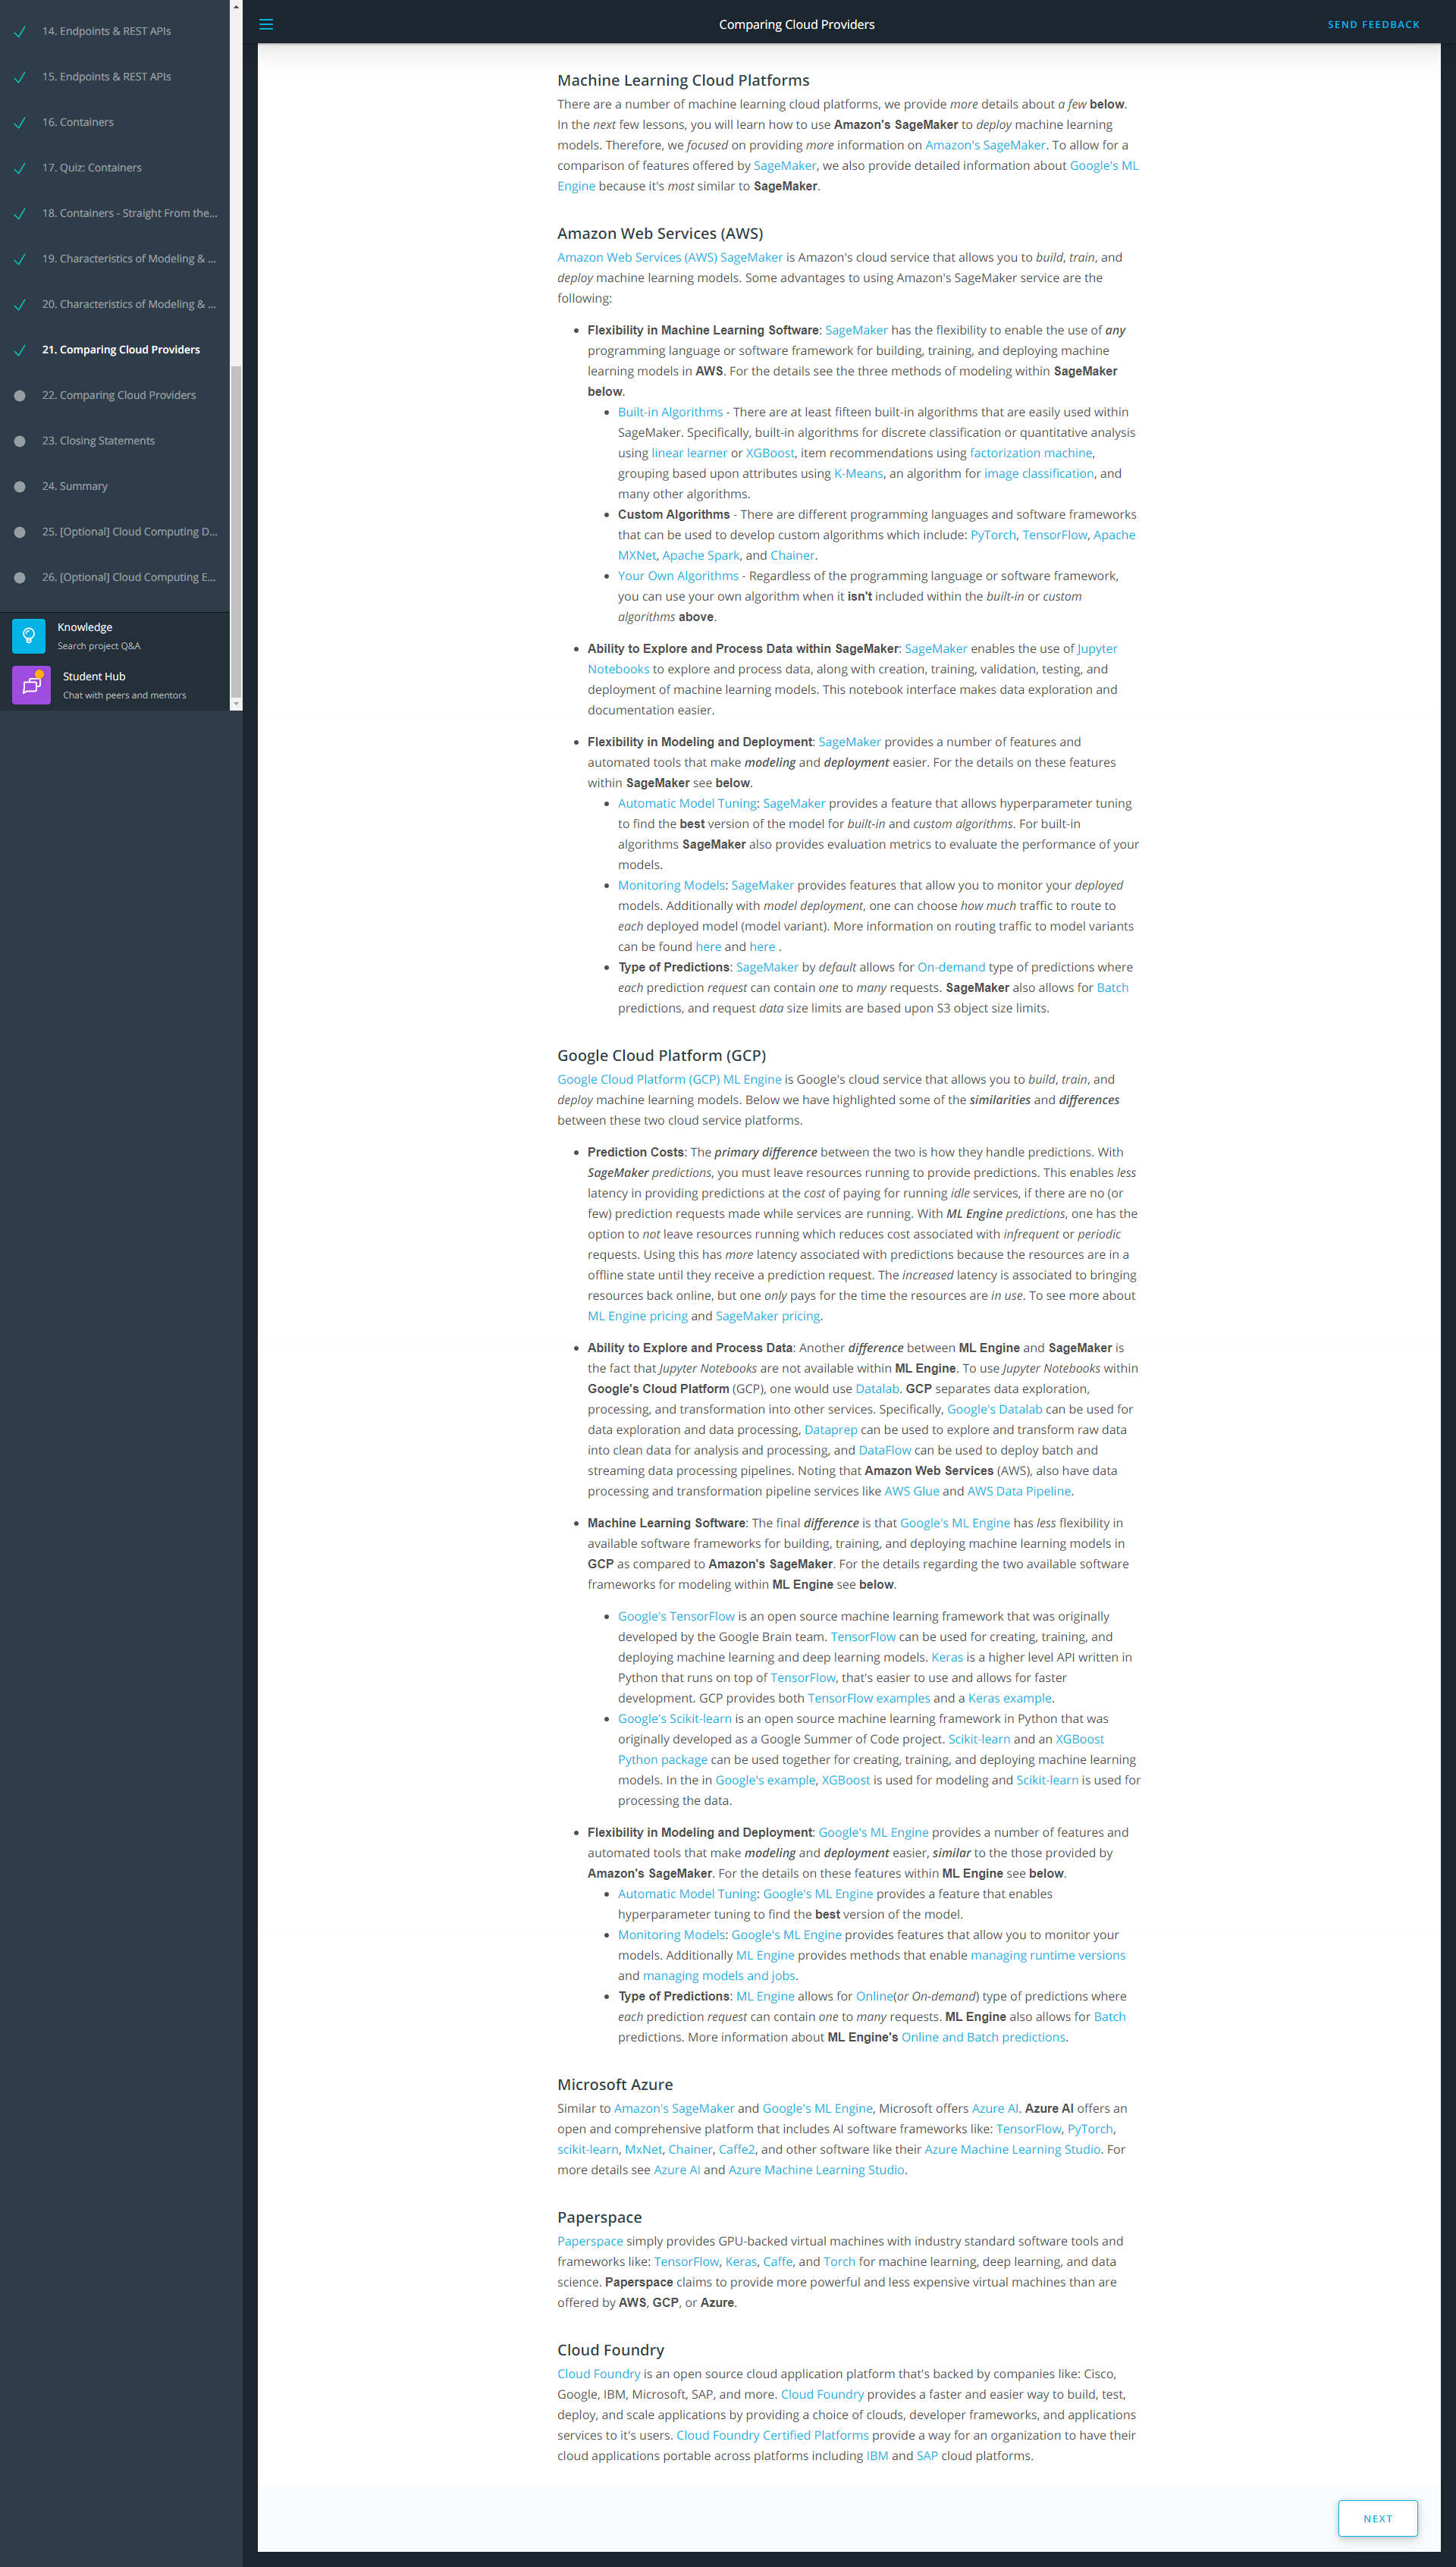 14. Endpoints & REST APIs
15. Endpoints & REST APIs
16. Containers
17. Quiz: Containers
18. Containers - Straight From the...
19. Characteristics of Modeling & ...
20. Characteristics of Modeling & ...
21. Comparing Cloud Providers
22. Comparing Cloud Providers
23. Closing Statements
24. Summary
25. [Optional] Cloud Computing D...
26. [Optional] Cloud Computing E...
Knowledge
Search project Q&A
Student Hub
Chat with peers and mentors
Comparing Cloud Providers
SEND FEEDBACK
Machine Learning Cloud Platforms
There are a number of machine learning cloud platforms, we provide more details about a few below.
In the next few lessons, you will learn how to use Amazon's SageMaker to deploy machine learning
models. Therefore, we focused on providing more information on Amazon's SageMaker. To allow for a
comparison of features offered by SageMaker, we also provide detailed information about Google's ML
Engine because it's most similar to SageMaker.
Amazon Web Services (AWS)
Amazon Web Services (AWS) SageMaker is Amazon's cloud service that allows you to build, train, and
deploy machine learning models. Some advantages to using Amazon's SageMaker service are the
following:
• Flexibility in Machine Learning Software: SageMaker has the flexibility to enable the use of any
programming language or software framework for building, training, and deploying machine
learning models in AWS. For the details see the three methods of modeling within SageMaker
below.
• Built-in Algorithms - There are at least fifteen built-in algorithms that are easily used within
SageMaker. Specifically, built-in algorithms for discrete classification or quantitative analysis
using linear learner or XGBoost, item recommendations using factorization machine,
grouping based upon attributes using K-Means, an algorithm for image classification, and
many other algorithms.
• Custom Algorithms - There are different programming languages and software frameworks
that can be used to develop custom algorithms which include: PyTorch, TensorFlow, Apache
MXNet, Apache Spark, and Chainer.
• Your Own Algorithms - Regardless of the programming language or software framework,
you can use your own algorithm when it isn't included within the built-in or custom
algorithms above.
• Ability to Explore and Process Data within SageMaker: SageMaker enables the use of Jupyter
Notebooks to explore and process data, along with creation, training, validation, testing, and
deployment of machine learning models. This notebook interface makes data exploration and
documentation easier.
• Flexibility in Modeling and Deployment: SageMaker provides a number of features and
automated tools that make modeling and deployment easier. For the details on these features
within SageMaker see below.
• Automatic Model Tuning: SageMaker provides a feature that allows hyperparameter tuning
to find the best version of the model for built-in and custom algorithms. For built-in
algorithms SageMaker also provides evaluation metrics to evaluate the performance of your
models.
• Monitoring Models: SageMaker provides features that allow you to monitor your deployed
models. Additionally with model deployment, one can choose how much traffic to route to
each deployed model (model variant). More information on routing traffic to model variants
can be found here and here .
• Type of Predictions: SageMaker by default allows for On-demand type of predictions where
each prediction request can contain one to many requests. SageMaker also allows for Batch
predictions, and request data size limits are based upon S3 object size limits.
Google Cloud Platform (GCP)
Google Cloud Platform (GCP) ML Engine is Google's cloud service that allows you to build, train, and
deploy machine learning models. Below we have highlighted some of the similarities and differences
between these two cloud service platforms.
• Prediction Costs: The primary difference between the two is how they handle predictions. With
SageMaker predictions, you must leave resources running to provide predictions. This enables less
latency in providing predictions at the cost of paying for running idle services, if there are no (or
few) prediction requests made while services are running. With ML Engine predictions, one has the
option to not leave resources running which reduces cost associated with infrequent or periodic
requests. Using this has more latency associated with predictions because the resources are in a
offline state until they receive a prediction request. The increased latency is associated to bringing
resources back online, but one only pays for the time the resources are in use. To see more about
ML Engine pricing and SageMaker pricing.
• Ability to Explore and Process Data: Another difference between ML Engine and SageMaker is
the fact that Jupyter Notebooks are not available within ML Engine. To use Jupyter Notebooks within
Google's Cloud Platform (GCP), one would use Datalab. GCP separates data exploration,
processing, and transformation into other services. Specifically, Google's Datalab can be used for
data exploration and data processing, Dataprep can be used to explore and transform raw data
into clean data for analysis and processing, and DataFlow can be used to deploy batch and
streaming data processing pipelines. Noting that Amazon Web Services (AWS), also have data
processing and transformation pipeline services like AWS Glue and AWS Data Pipeline.
• Machine Learning Software: The final difference is that Google's ML Engine has less flexibility in
available software frameworks for building, training, and deploying machine learning models in
GCP as compared to Amazon's SageMaker. For the details regarding the two available software
frameworks for modeling within ML Engine see below.
• Google's TensorFlow is an open source machine learning framework that was originally
developed by the Google Brain team. TensorFlow can be used for creating, training, and
deploying machine learning and deep learning models. Keras is a higher level API written in
Python that runs on top of TensorFlow, that's easier to use and allows for faster
development. GCP provides both TensorFlow examples and a Keras example.
• Google's Scikit-learn is an open source machine learning framework in Python that was
originally developed as a Google Summer of Code project. Scikit-learn and an XGBoost
Python package can be used together for creating, training, and deploying machine learning
models. In the in Google's example, XGBoost is used for modeling and Scikit-learn is used for
processing the data.
• Flexibility in Modeling and Deployment: Google's ML Engine provides a number of features and
automated tools that make modeling and deployment easier, similar to the those provided by
Amazon's SageMaker. For the details on these features within ML Engine see below.
• Automatic Model Tuning: Google's ML Engine provides a feature that enables
hyperparameter tuning to find the best version of the model.
• Monitoring Models: Google's ML Engine provides features that allow you to monitor your
models. Additionally ML Engine provides methods that enable managing runtime versions
and managing models and jobs.
• Type of Predictions: ML Engine allows for Online(or On-demand) type of predictions where
each prediction request can contain one to many requests. ML Engine also allows for Batch
predictions. More information about ML Engine's Online and Batch predictions.
Microsoft Azure
Similar to Amazon's SageMaker and Google's ML Engine, Microsoft offers Azure AI. Azure AI offers an
open and comprehensive platform that includes AI software frameworks like: TensorFlow, PyTorch,
scikit-learn, MxNet, Chainer, Caffe2, and other software like their Azure Machine Learning Studio. For
more details see Azure AI and Azure Machine Learning Studio.
Paperspace
Paperspace simply provides GPU-backed virtual machines with industry standard software tools and
frameworks like: TensorFlow, Keras, Caffe, and Torch for machine learning, deep learning, and data
science. Paperspace claims to provide more powerful and less expensive virtual machines than are
offered by AWS, GCP, or Azure.
Cloud Foundry
Cloud Foundry is an open source cloud application platform that's backed by companies like: Cisco,
Google, IBM, Microsoft, SAP, and more. Cloud Foundry provides a faster and easier way to build, test,
deploy, and scale applications by providing a choice of clouds, developer frameworks, and applications
services to it's users. Cloud Foundry Certified Platforms provide a way for an organization to have their
cloud applications portable across platforms including IBM and SAP cloud platforms.
NEXT